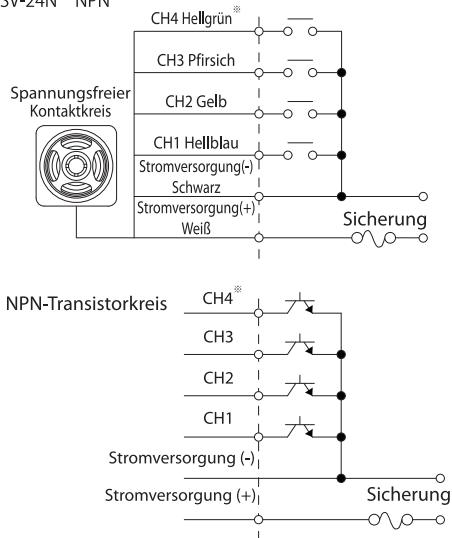 SV-24N NPN
CH4 Hellgrün※
CH3 Pfirsich
Spannungsfreier
Kontaktkreis
CH2 Gelb
CH1 Hellblau
Stromversorgung(-)
Schwarz
Stromversorgung(+)
Weiß
Sicherung
NPN-Transistorkreis
CH4※
CH3
CH2
CH1
Stromversorgung (-)
Stromversorgung (+)
Sicherung